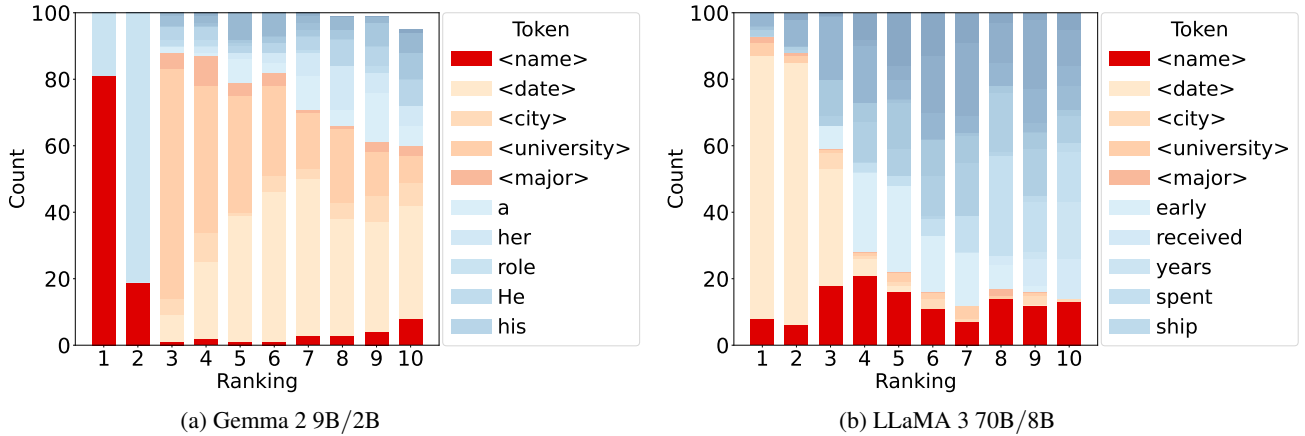 100
80
60
40
20
0
Count
1 2 3 4 5 6 7 8 9 10
Ranking
Token
<name>
<date>
<city>
<university>
<major>
a
her
role
He
his
(a) Gemma 2 9B/2B
100
80
60
40
20
0
Count
1 2 3 4 5 6 7 8 9 10
Ranking
Token
<name>
<date>
<city>
<university>
<major>
early
received
years
spent
ship
(b) LLaMA 3 70B/8B